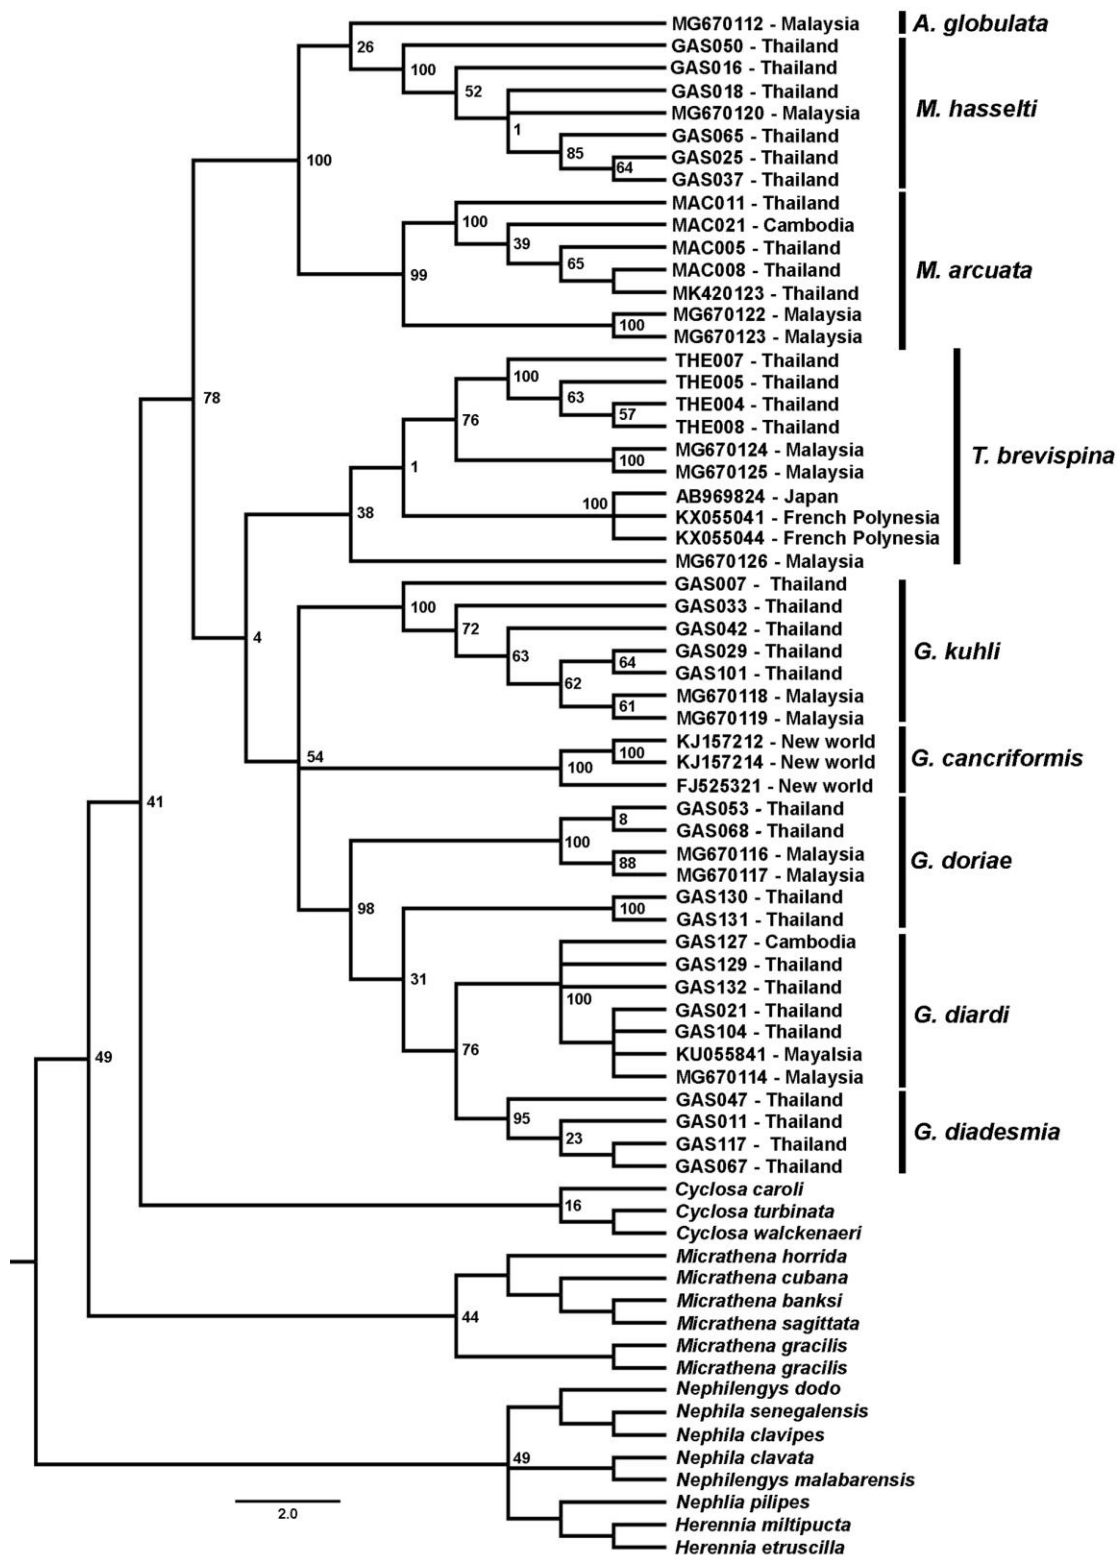 MG670112 - Malaysia
A. globulata
26
GAS050 - Thailand
100
GAS016 - Thailand
52
GAS018 - Thailand
M. hasselti
MG670120 - Malaysia
1
GAS065 - Thailand
85
GAS025 - Thailand
100
64
GAS037 - Thailand
MAC011 - Thailand
100
MAC021 - Cambodia
39
MAC005 - Thailand
65
MAC008 - Thailand
M. arcuata
99
MK420123 - Thailand
MG670122 - Malaysia
100
MG670123 - Malaysia
THE007 - Thailand
100
THE005 - Thailand
78
63
THE004 - Thailand
57
76
THE008 - Thailand
MG670124 - Malaysia
T. brevispina
100
1
MG670125 - Malaysia
AB969824 - Japan
100
38
KX055041 - French Polynesia
KX055044 - French Polynesia
MG670126 - Malaysia
GAS007 - Thailand
100
GAS033 - Thailand
72
GAS042 - Thailand
4
GAS029 - Thailand
G. kuhli
63
64
GAS101 - Thailand
62
MG670118 - Malaysia
61
MG670119 - Malaysia
KJ157212 - New world
100
54
KJ157214 - New world
G. cancriformis
100
FJ525321 - New world
41
GAS053 - Thailand
8
GAS068 - Thailand
100
MG670116 - Malaysia
G. doriae
88
MG670117 - Malaysia
GAS130 - Thailand
98
100
GAS131 - Thailand
GAS127 - Cambodia
GAS129 - Thailand
31
GAS132 - Thailand
100
GAS021 - Thailand
G. diardi
GAS104 - Thailand
76
KU055841 - Mayalsia
49
MG670114 - Malaysia
GAS047 - Thailand
95
GAS011 - Thailand
23
G. diadesmia
GAS117 - Thailand
GAS067 - Thailand
Cyclosa caroli
16
Cyclosa turbinata
Cyclosa walckenaeri
Micrathena horrida
Micrathena cubana
Micrathena banksi
44
Micrathena sagittata
Micrathena gracilis
Micrathena gracilis
Nephilengys dodo
Nephila senegalensis
Nephila clavipes
49
Nephila clavata
Nephilengys malabarensis
Nephlia pilipes
2.0
Herennia miltipucta
Herennia etruscilla